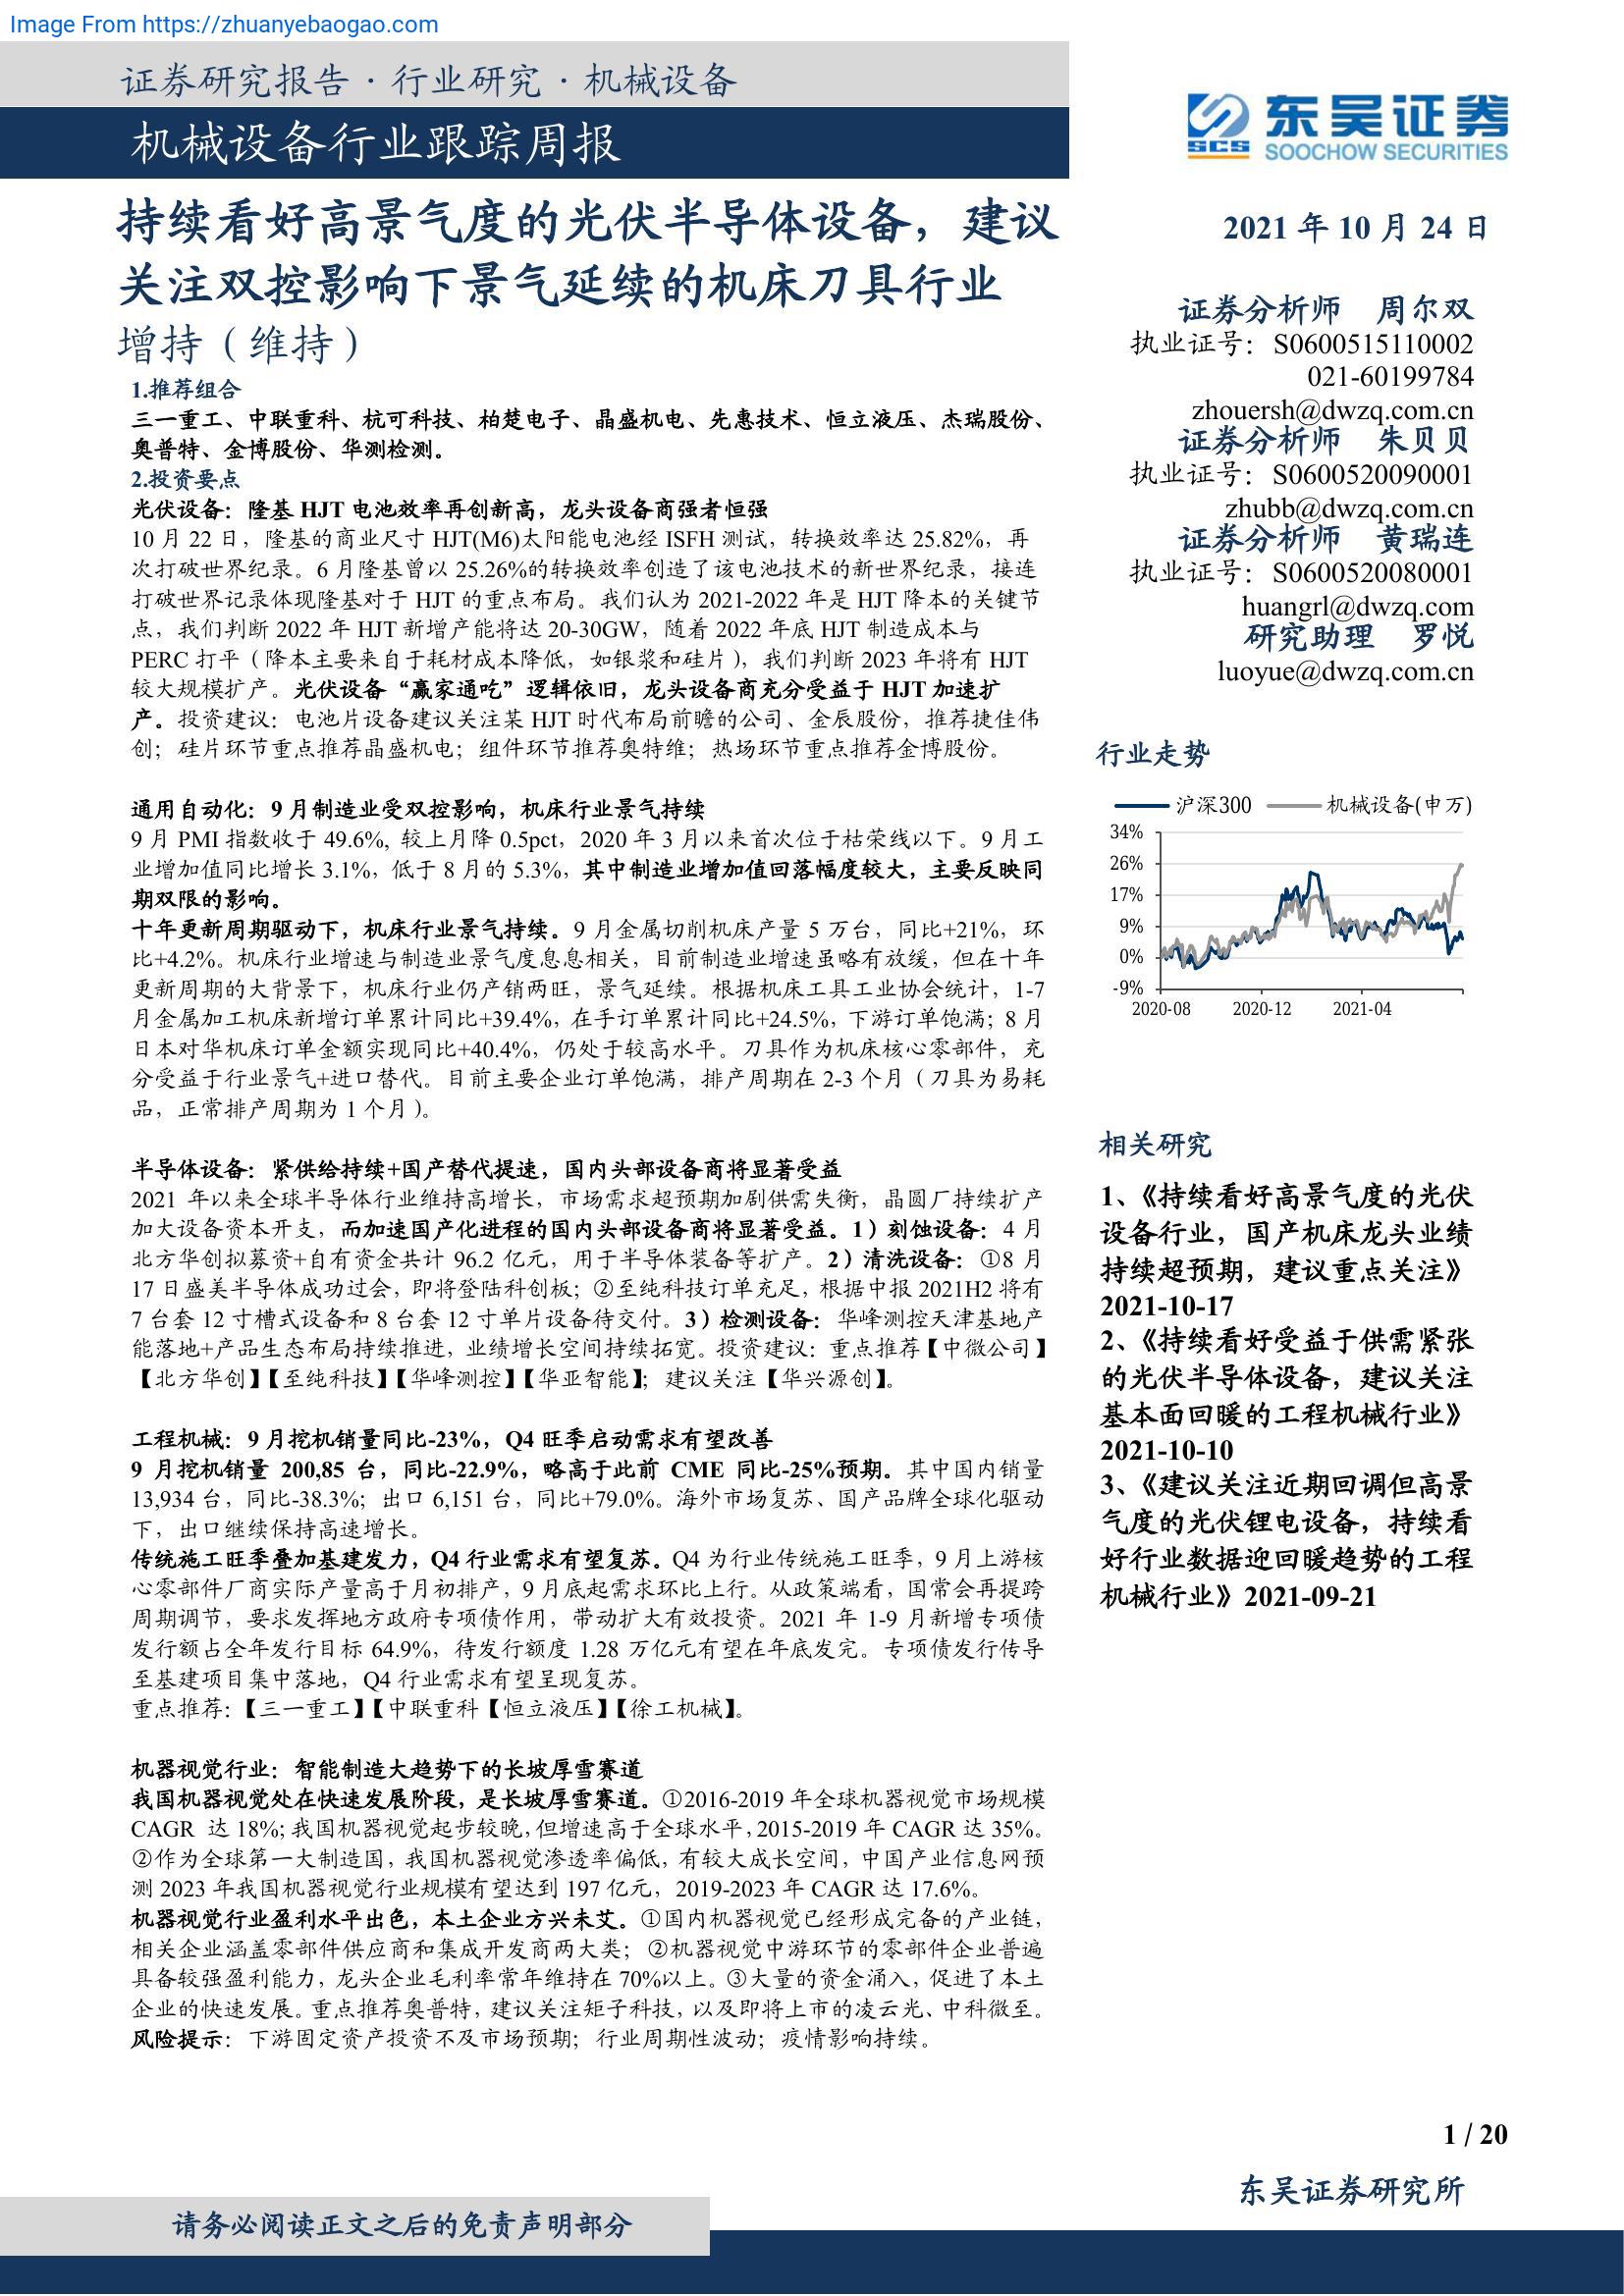 Image From https://zhuanyebaogao.com
证券研究报告 · 行业研究 · 机械设备
机械设备行业跟踪周报
东吴证券
SCS
SOOCHOW SECURITIES
持续看好高景气度的光伏半导体设备，建议
关注双控影响下景气延续的机床刀具行业
增持（维持）
1.推荐组合
三一重工、中联重科、杭可科技、柏楚电子、晶盛机电、先惠技术、恒立液压、杰瑞股份、
奥普特、金博股份、华测检测。
2.投资要点
光伏设备：隆基 HJT 电池效率再创新高，龙头设备商强者恒强
10 月 22 日，隆基的商业尺寸 HJT(M6)太阳能电池经 ISFH 测试，转换效率达 25.82%，再
次打破世界纪录。6 月隆基曾以 25.26%的转换效率创造了该电池技术的新世界纪录，接连
打破世界记录体现隆基对于 HJT 的重点布局。我们认为 2021-2022 年是 HJT 降本的关键节
点，我们判断 2022 年 HJT 新增产能将达 20-30GW，随着 2022 年底 HJT 制造成本与
PERC 打平（降本主要来自于耗材成本降低，如银浆和硅片），我们判断 2023 年将有 HJT
较大规模扩产。光伏设备“赢家通吃”逻辑依旧，龙头设备商充分受益于 HJT 加速扩
产。投资建议：电池片设备建议关注某 HJT 时代布局前瞻的公司、金辰股份，推荐捷佳伟
创；硅片环节重点推荐晶盛机电；组件环节推荐奥特维；热场环节重点推荐金博股份。
通用自动化：9 月制造业受双控影响，机床行业景气持续
9 月 PMI 指数收于 49.6%, 较上月降 0.5pct，2020 年 3 月以来首次位于枯荣线以下。9 月工
业增加值同比增长 3.1%，低于 8 月的 5.3%，其中制造业增加值回落幅度较大，主要反映同
期双限的影响。
十年更新周期驱动下，机床行业景气持续。9 月金属切削机床产量 5 万台，同比+21%，环
比+4.2%。机床行业增速与制造业景气度息息相关，目前制造业增速虽略有放缓，但在十年
更新周期的大背景下，机床行业仍产销两旺，景气延续。根据机床工具工业协会统计，1-7
月金属加工机床新增订单累计同比+39.4%，在手订单累计同比+24.5%，下游订单饱满；8 月
日本对华机床订单金额实现同比+40.4%，仍处于较高水平。刀具作为机床核心零部件，充
分受益于行业景气+进口替代。目前主要企业订单饱满，排产周期在 2-3 个月（刀具为易耗
品，正常排产周期为 1 个月）。
半导体设备：紧供给持续+国产替代提速，国内头部设备商将显著受益
2021 年以来全球半导体行业维持高增长，市场需求超预期加剧供需失衡，晶圆厂持续扩产
加大设备资本开支，而加速国产化进程的国内头部设备商将显著受益。1）刻蚀设备：4 月
北方华创拟募资+自有资金共计 96.2 亿元，用于半导体装备等扩产。2）清洗设备：①8 月
17 日盛美半导体成功过会，即将登陆科创板；②至纯科技订单充足，根据中报 2021H2 将有
7 台套 12 寸槽式设备和 8 台套 12 寸单片设备待交付。3）检测设备：华峰测控天津基地产
能落地+产品生态布局持续推进，业绩增长空间持续拓宽。投资建议：重点推荐【中微公司】
【北方华创】【至纯科技】【华峰测控】【华亚智能】；建议关注【华兴源创】。
工程机械：9 月挖机销量同比-23%，Q4 旺季启动需求有望改善
9 月挖机销量 200,85 台，同比-22.9%，略高于此前 CME 同比-25%预期。其中国内销量
13,934 台，同比-38.3%；出口 6,151 台，同比+79.0%。海外市场复苏、国产品牌全球化驱动
下，出口继续保持高速增长。
传统施工旺季叠加基建发力，Q4 行业需求有望复苏。Q4 为行业传统施工旺季，9 月上游核
心零部件厂商实际产量高于月初排产，9 月底起需求环比上行。从政策端看，国常会再提跨
周期调节，要求发挥地方政府专项债作用，带动扩大有效投资。2021 年 1-9 月新增专项债
发行额占全年发行目标 64.9%，待发行额度 1.28 万亿元有望在年底发完。专项债发行传导
至基建项目集中落地，Q4 行业需求有望呈现复苏。
重点推荐：【三一重工】【中联重科【恒立液压】【徐工机械】。
机器视觉行业：智能制造大趋势下的长坡厚雪赛道
我国机器视觉处在快速发展阶段，是长坡厚雪赛道。①2016-2019 年全球机器视觉市场规模
CAGR 达 18%；我国机器视觉起步较晚，但增速高于全球水平，2015-2019 年 CAGR 达 35%。
②作为全球第一大制造国，我国机器视觉渗透率偏低，有较大成长空间，中国产业信息网预
测 2023 年我国机器视觉行业规模有望达到 197 亿元，2019-2023 年 CAGR 达 17.6%。
机器视觉行业盈利水平出色，本土企业方兴未艾。①国内机器视觉已经形成完备的产业链，
相关企业涵盖零部件供应商和集成开发商两大类；②机器视觉中游环节的零部件企业普遍
具备较强盈利能力，龙头企业毛利率常年维持在 70%以上。③大量的资金涌入，促进了本土
企业的快速发展。重点推荐奥普特，建议关注矩子科技，以及即将上市的凌云光、中科微至。
风险提示：下游固定资产投资不及市场预期；行业周期性波动；疫情影响持续。
2021 年 10 月 24 日
证券分析师 周尔双
执业证号：S0600515110002
021-60199784
zhouersh@dwzq.com.cn
证券分析师 朱贝贝
执业证号：S0600520090001
zhubb@dwzq.com.cn
证券分析师 黄瑞连
执业证号：S0600520080001
huangrl@dwzq.com
研究助理 罗悦
luoyue@dwzq.com.cn
行业走势
沪深300 机械设备(申万)
34%
26%
17%
9%
0%
-9%
2020-08 2020-12 2021-04
相关研究
1、《持续看好高景气度的光伏
设备行业，国产机床龙头业绩
持续超预期，建议重点关注》
2021-10-17
2、《持续看好受益于供需紧张
的光伏半导体设备，建议关注
基本面回暖的工程机械行业》
2021-10-10
3、《建议关注近期回调但高景
气度的光伏锂电设备，持续看
好行业数据迎回暖趋势的工程
机械行业》2021-09-21
1 / 20
东吴证券研究所
请务必阅读正文之后的免责声明部分